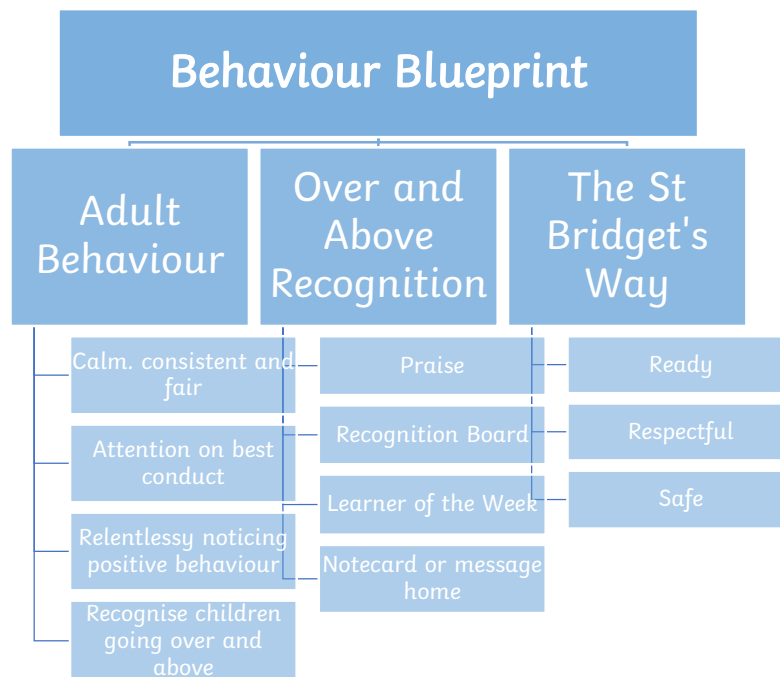 Behaviour Blueprint
Adult
Behaviour
Calm. consistent and
fair
Attention on best
conduct
Relentlessy noticing
positive behaviour
Recognise children
going over and
above
Over and
Above
Recognition
Praise
Recognition Board
Learner of the Week
Notecard or message
home
The St
Bridget's
Way
Ready
Respectful
Safe